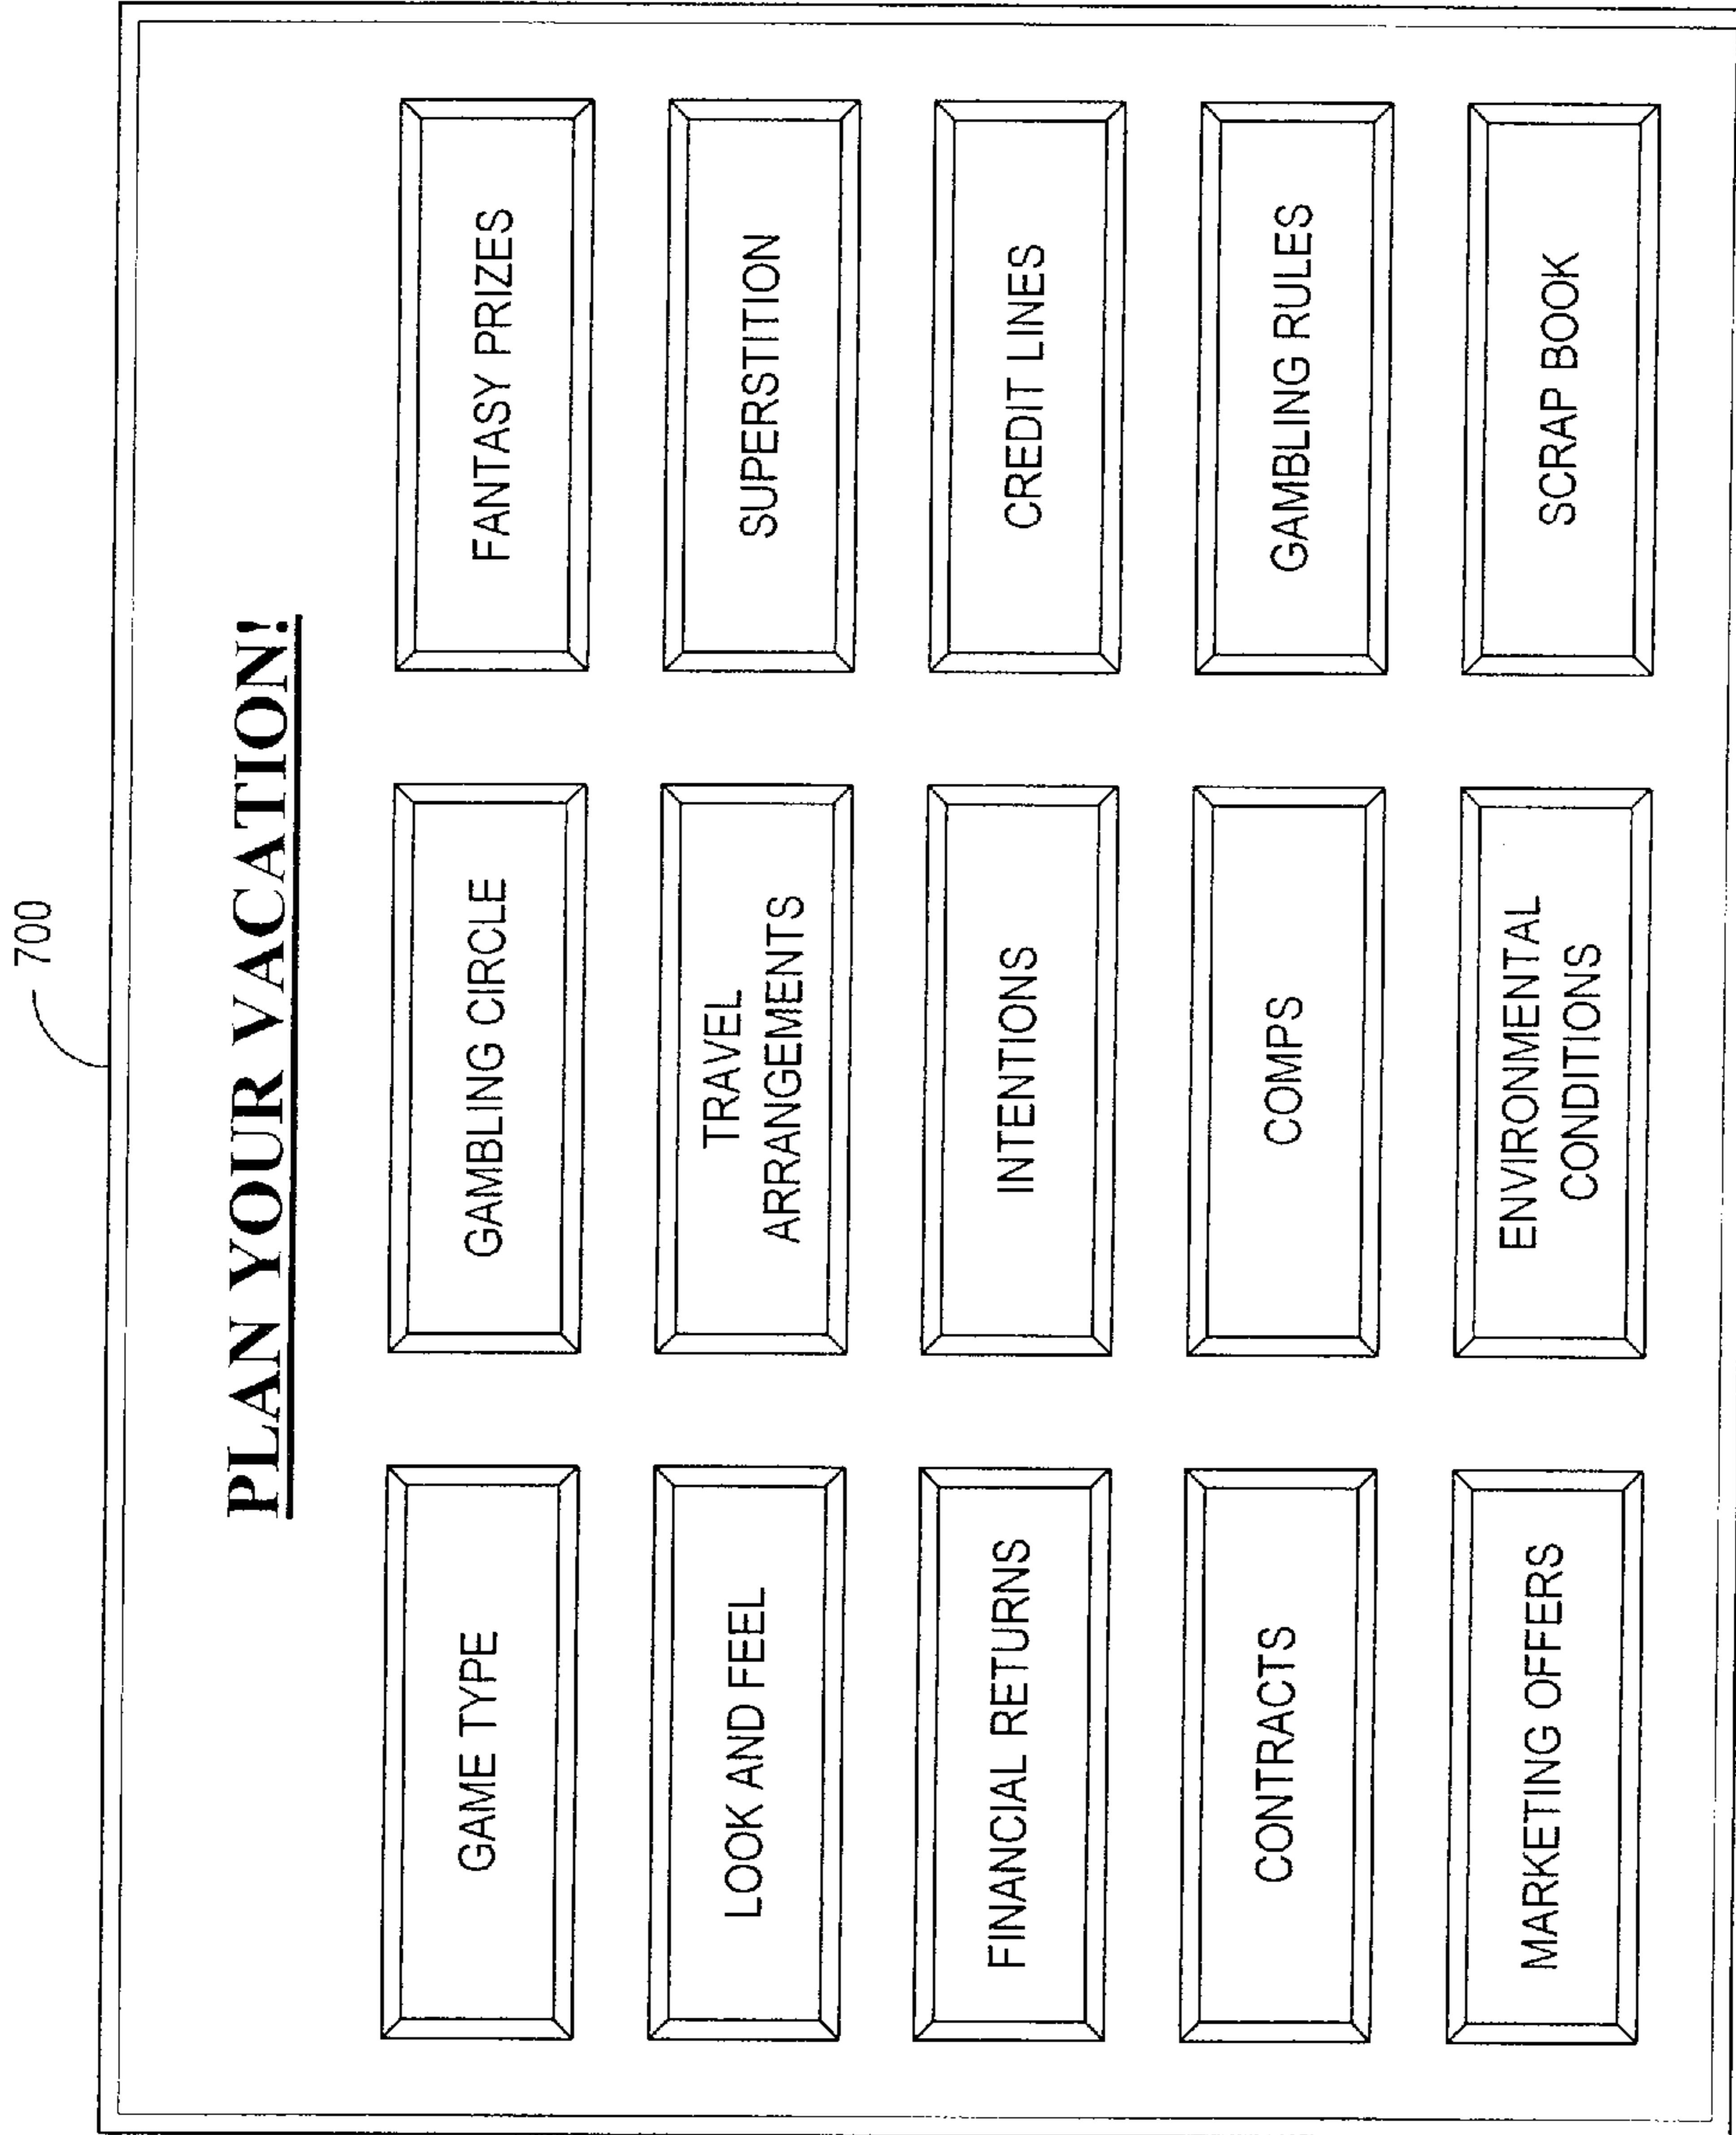 700
PLAN YOUR VACATION!
GAME TYPE
GAMBLING CIRCLE
FANTASY PRIZES
LOOK AND FEEL
TRAVEL
ARRANGEMENTS
SUPERSTITION
FINANCIAL RETURNS
INTENTIONS
CREDIT LINES
CONTRACTS
COMPS
GAMBLING RULES
MARKETING OFFERS
ENVIRONMENTAL
CONDITIONS
SCRAP BOOK